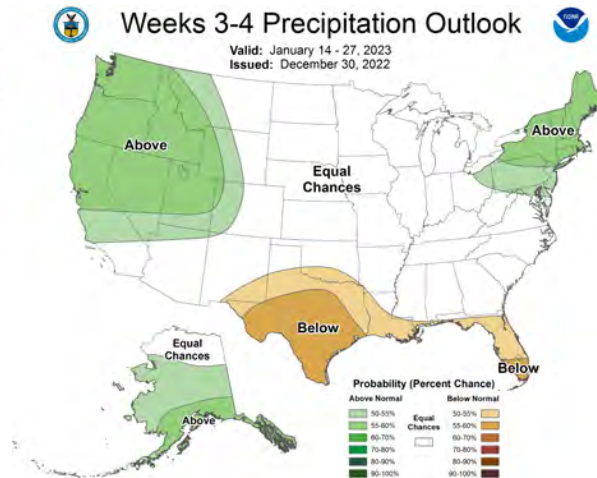 Weeks 3-4 Precipitation Outlook
Valid: January 14 - 27, 2023
Issued: December 30, 2022
Above
Above
Equal
Chances
Below
Below
Equal
Chances
Above
Probability (Percent Chance)
Above Normal
Below Normal
50-55%
55-60%
60-70%
70-80%
80-90%
90-100%
Equal
Chances
50-55%
55-60%
60-70%
70-80%
80-90%
90-100%